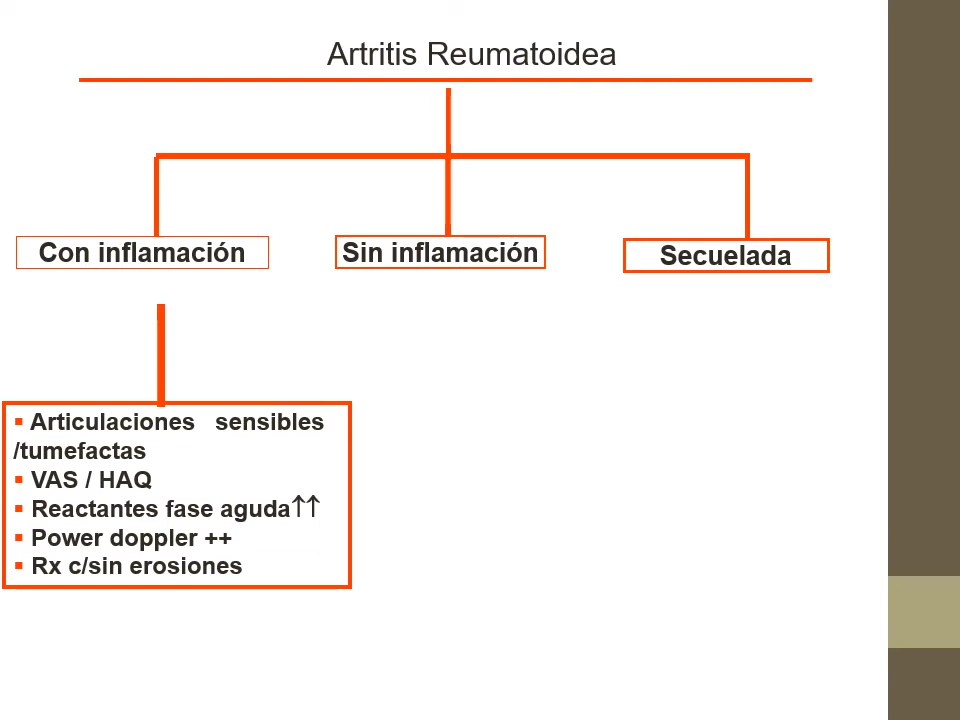 Artritis Reumatoidea
Con inflamación
Sin inflamación
Secuelada
▪ Articulaciones sensibles
/tumefactas
▪ VAS / HAQ
▪ Reactantes fase aguda↑↑
▪ Power doppler ++
▪ Rx c/sin erosiones